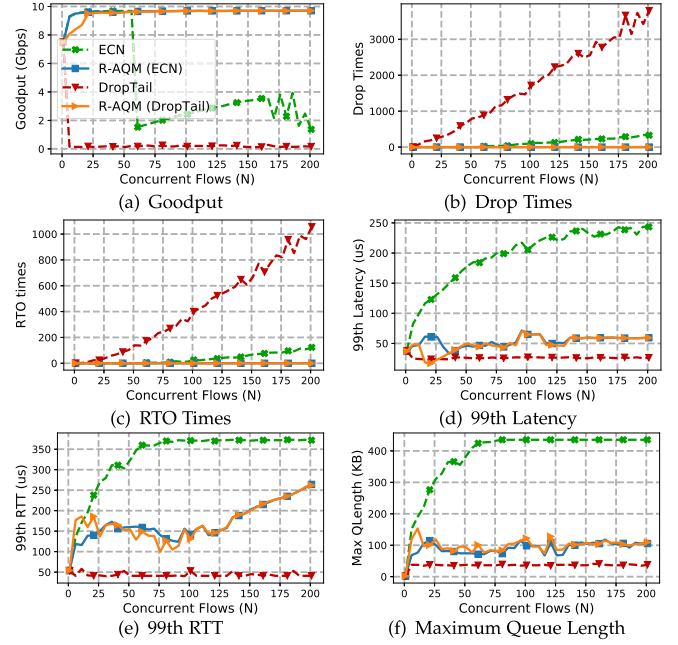 10
8
6
4
2
0
Goodput (Gbps)
ECN
R-AQM (ECN)
DropTail
R-AQM (DropTail)
0 25 50 75 100 125 150 175 200
Concurrent Flows (N)
(a) Goodput
3000
2000
1000
0
Drop Times
0 25 50 75 100 125 150 175 200
Concurrent Flows (N)
(b) Drop Times
1000
800
600
400
200
0
RTO times
0 25 50 75 100 125 150 175 200
Concurrent Flows (N)
(c) RTO Times
250
200
150
100
50
99th Latency (us)
0 25 50 75 100 125 150 175 200
Concurrent Flows (N)
(d) 99th Latency
350
300
250
200
150
100
50
99th RTT (us)
0 25 50 75 100 125 150 175 200
Concurrent Flows (N)
(e) 99th RTT
400
300
200
100
0
Max QLength (KB)
0 25 50 75 100 125 150 175 200
Concurrent Flows (N)
(f) Maximum Queue Length